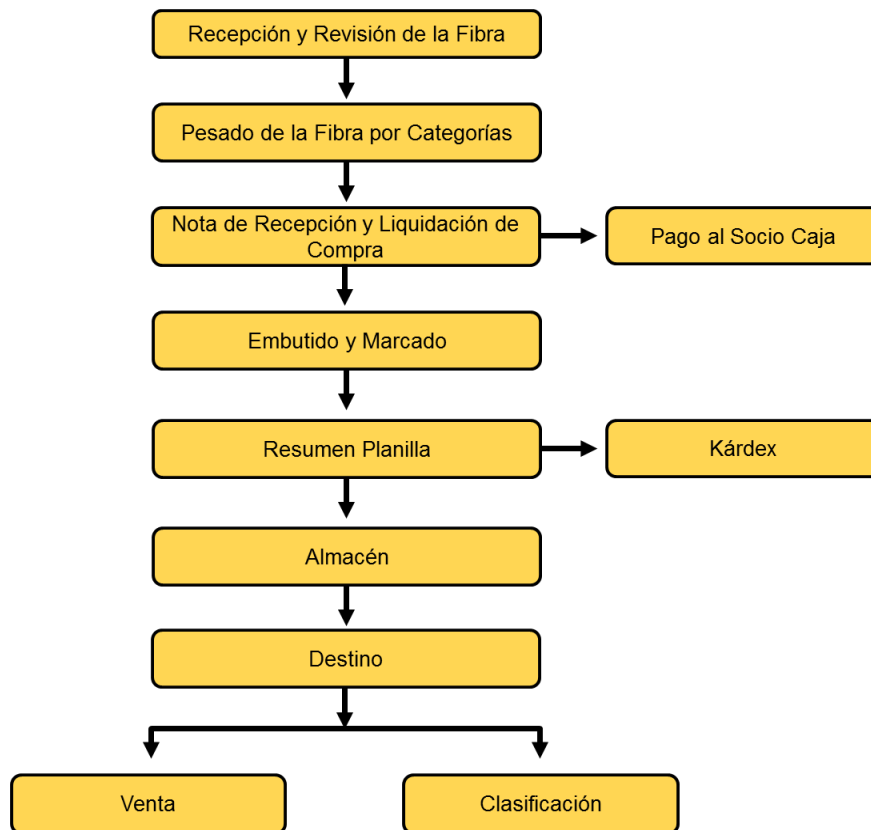 Recepción y Revisión de la Fibra
Pesado de la Fibra por Categorías
Nota de Recepción y Liquidación de
Compra
Pago al Socio Caja
Embutido y Marcado
Resumen Planilla
Kárdex
Almacén
Destino
Venta
Clasificación